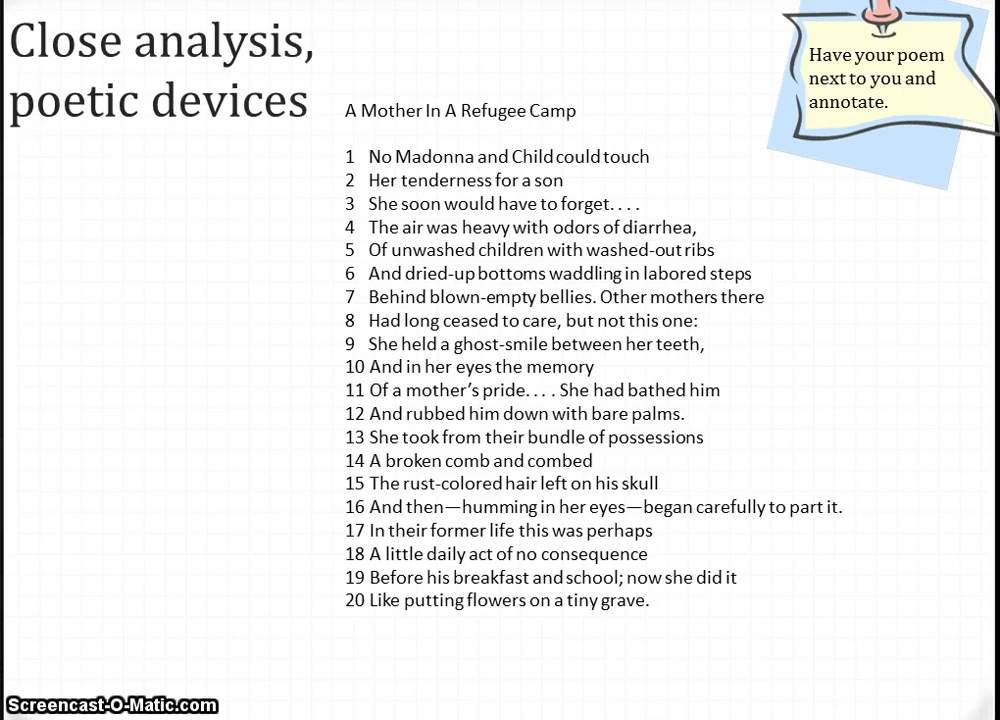 Close analysis,
poetic devices
Have your poem
next to you and
annotate.
A Mother In A Refugee Camp
1 No Madonna and Child could touch
2 Her tenderness for a son
3 She soon would have to forget. . . .
4 The air was heavy with odors of diarrhea,
5 Of unwashed children with washed-out ribs
6 And dried-up bottoms waddling in labored steps
7 Behind blown-empty bellies. Other mothers there
8 Had long ceased to care, but not this one:
9 She held a ghost-smile between her teeth,
10 And in her eyes the memory
11 Of a mother’s pride. . . . She had bathed him
12 And rubbed him down with bare palms.
13 She took from their bundle of possessions
14 A broken comb and combed
15 The rust-colored hair left on his skull
16 And then—humming in her eyes—began carefully to part it.
17 In their former life this was perhaps
18 A little daily act of no consequence
19 Before his breakfast and school; now she did it
20 Like putting flowers on a tiny grave.
Screencast-O-Matic.com